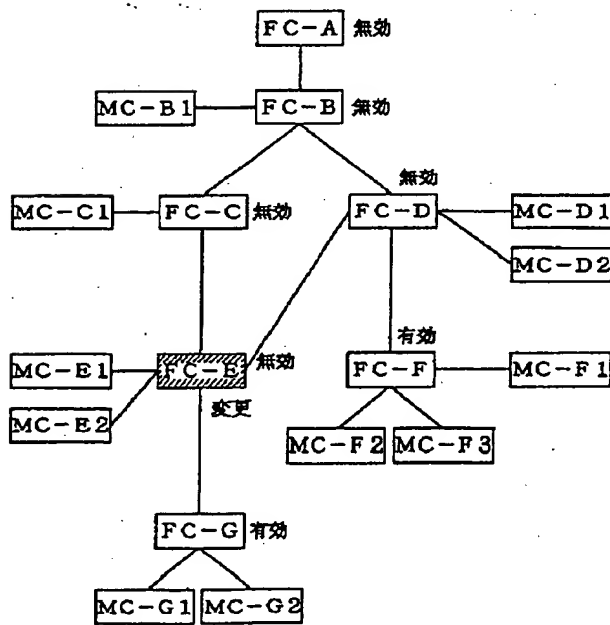 FC-A 無効
MC-B1 FC-B 無効
無効
MC-C1 FC-C 無効 FC-D MC-D1
MC-D2
有効
MC-E1 FC-E 無効 FC-F MC-F1
変更
MC-E2
MC-F2 MC-F3
FC-G 有効
MC-G1 MC-G2